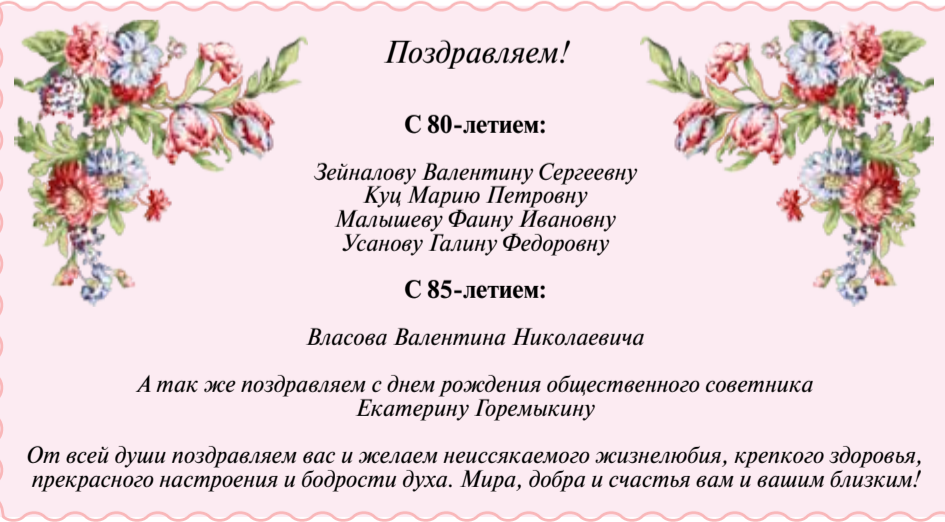 Поздравляем!
С 80-летием:
Зейналову Валентину Сергеевну
Куц Марию Петровну
Малышеву Фаину Ивановну
Усанову Галину Федоровну
С 85-летием:
Власова Валентина Николаевича
А так же поздравляем с днем рождения общественного советника
Екатерину Горемыкину
От всей души поздравляем вас и желаем неиссякаемого жизнелюбия, крепкого здоровья,
прекрасного настроения и бодрости духа. Мира, добра и счастья вам и вашим близким!